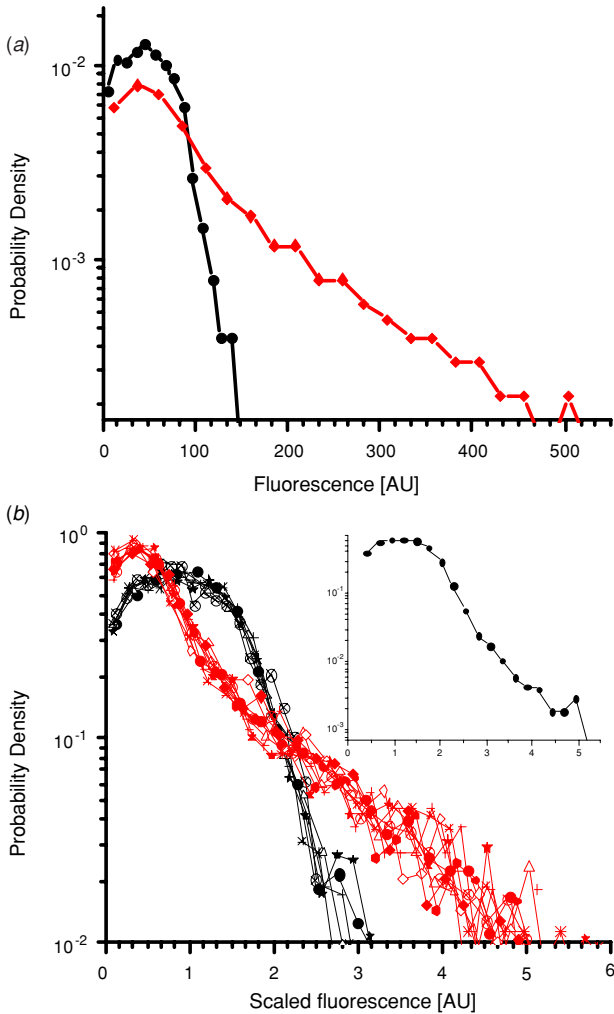 (a)
10⁻²
10⁻³
Probability Density
0 100 200 300 400 500
Fluorescence [AU]
(b)
10⁰
10⁻¹
10⁻²
Probability Density
10⁻¹
10⁻²
10⁻³
0 1 2 3 4 5
0 1 2 3 4 5 6
Scaled fluorescence [AU]